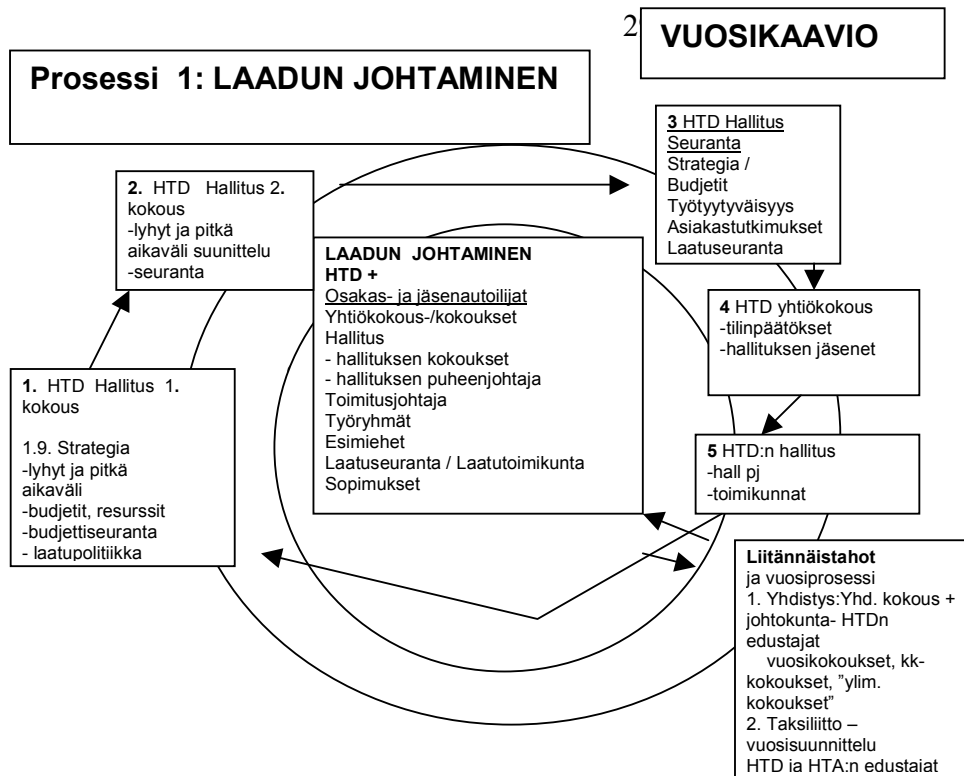 2
VUOSIKAAVIO
Prosessi 1: LAADUN JOHTAMINEN
3 HTD Hallitus
Seuranta
Strategia /
Budjetit
Työtyytyväisyys
Asiakastutkimukset
Laatuseuranta
2. HTD Hallitus 2.
kokous
-lyhyt ja pitkä
aikaväli suunittelu
-seuranta
LAADUN JOHTAMINEN
HTD +
Osakas- ja jäsenautoilijat
Yhtiökokous-/kokoukset
Hallitus
- hallituksen kokoukset
- hallituksen puheenjohtaja
Toimitusjohtaja
Työryhmät
Esimiehet
Laatuseuranta / Laatutoimikunta
Sopimukset
4 HTD yhtiökokous
-tilinpäätökset
-hallituksen jäsenet
1. HTD Hallitus 1.
kokous
1.9. Strategia
-lyhyt ja pitkä
aikaväli
-budjetit, resurssit
-budjettiseuranta
- laatupolitiikka
5 HTD:n hallitus
-hall pj
-toimikunnat
Liitännäistahot
ja vuosiprosessi
1. Yhdistys:Yhd. kokous +
johtokunta- HTDn
edustajat
vuosikokoukset, kk-
kokoukset, ”ylim.
kokoukset”
2. Taksiliitto –
vuosisuunnittelu
HTD ja HTA:n edustajat